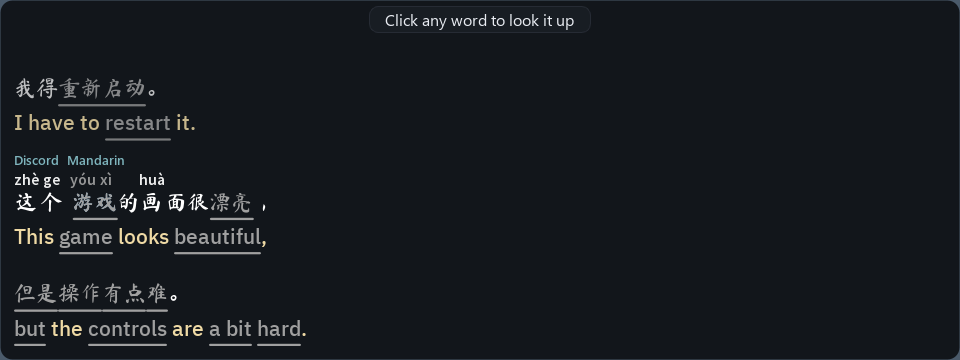 Click any word to look it up
我得重新启动。
I have to restart it.
Discord Mandarin
zhè ge yóu xì huà
这个游戏的画面很漂亮，
This game looks beautiful,
但是操作有点难。
but the controls are a bit hard.